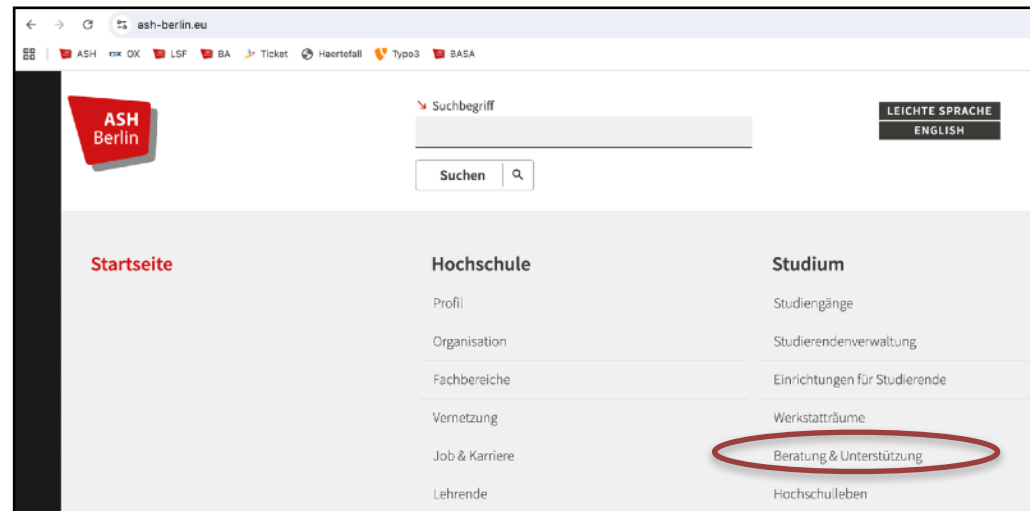 ash-berlin.eu
ASH OX OX LSF BA Ticket Haertefall Typo3 BASA
ASH
Berlin
Suchbegriff
Suchen
LEICHTE SPRACHE
ENGLISH
Startseite
Hochschule
Profil
Organisation
Fachbereiche
Vernetzung
Job & Karriere
Lehrende
Studium
Studiengänge
Studierendenverwaltung
Einrichtungen für Studierende
Werkstatträume
Beratung & Unterstützung
Hochschulleben